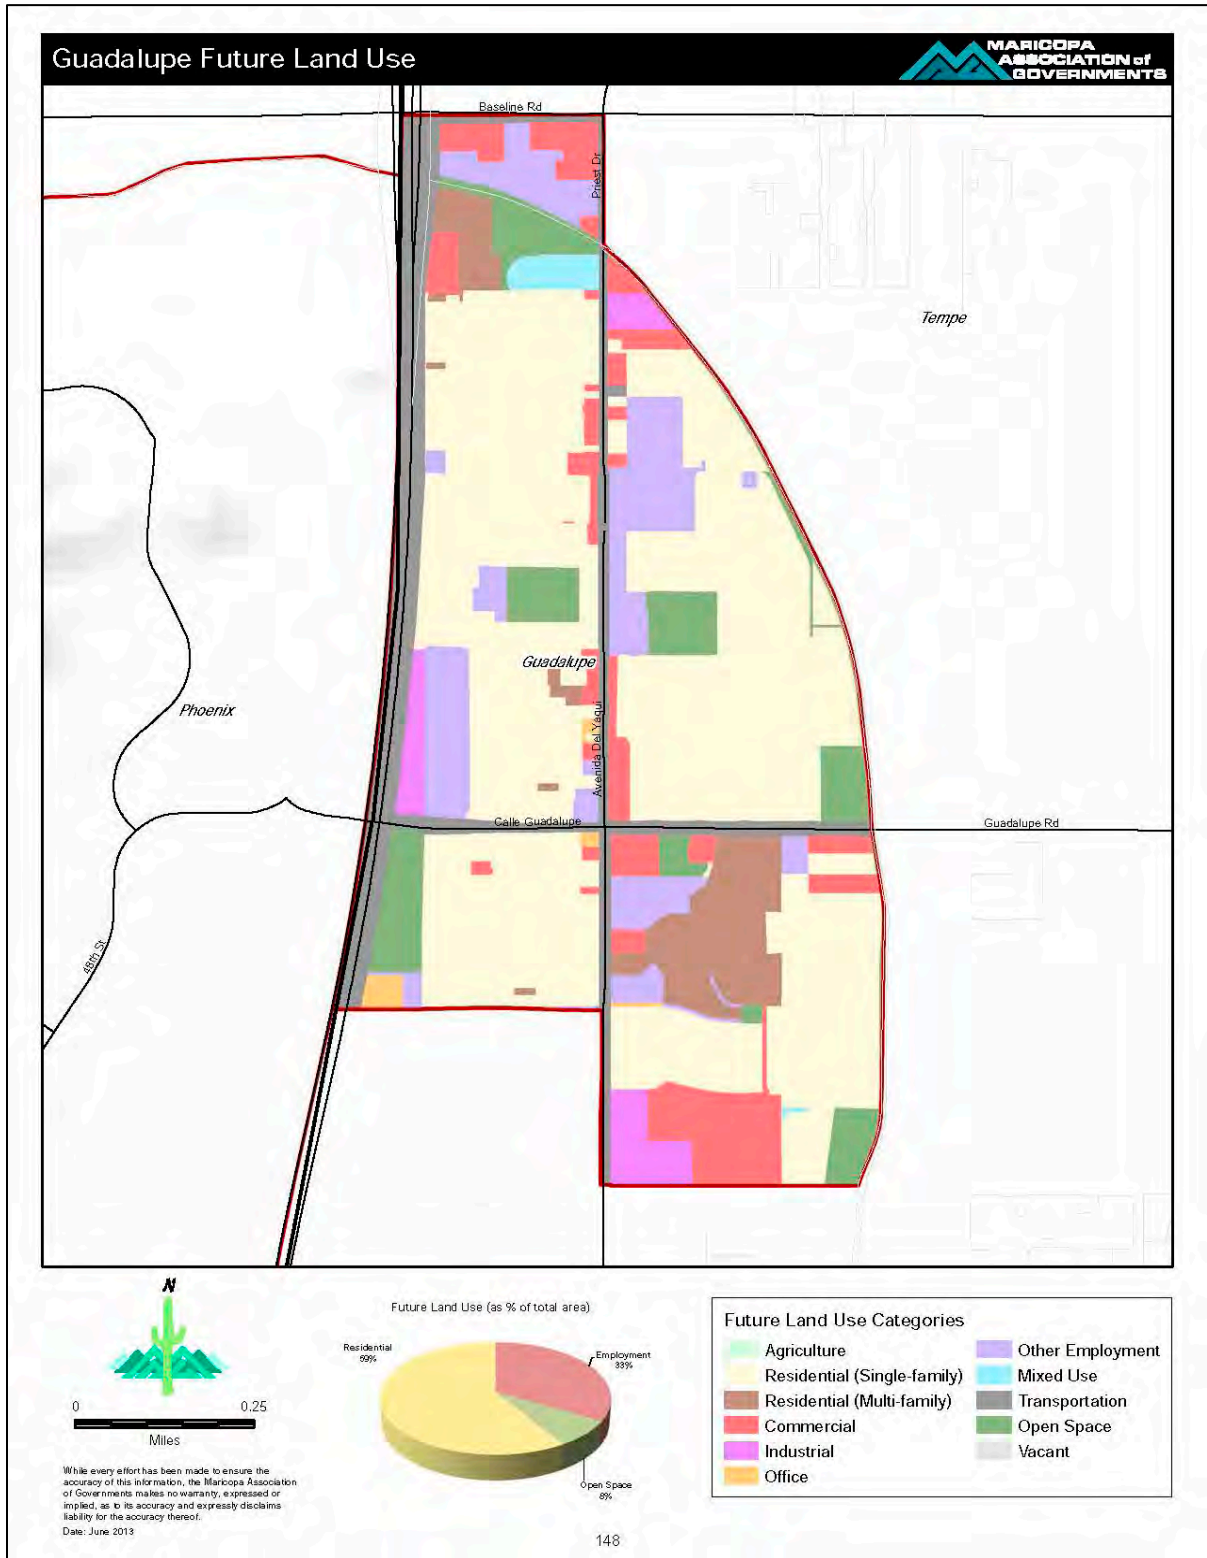 Guadalupe Future Land Use
MARICOPA
ASSOCIATION of
GOVERNMENTS
Baseline Rd
Priest Dr
Tempe
Guadalupe
Phoenix
Avenida Del Yaqui
Calle Guadalupe
Guadalupe Rd
48th St
N
0 0.25
Miles
While every effort has been made to ensure the
accuracy of this information, the Maricopa Association
of Governments makes no warranty, expressed or
implied, as to its accuracy and expressly disclaims
liability for the accuracy thereof.
Date: June 2013
Future Land Use (as % of total area)
Residential
59%
Employment
33%
Open Space
8%
Future Land Use Categories
Agriculture
Residential (Single-family)
Residential (Multi-family)
Commercial
Industrial
Office
Other Employment
Mixed Use
Transportation
Open Space
Vacant
148